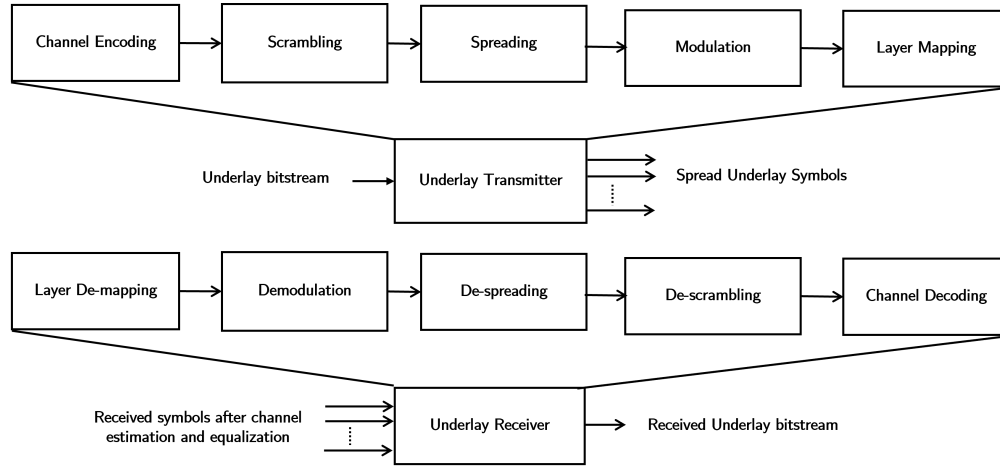 Channel Encoding
Scrambling
Spreading
Modulation
Layer Mapping
Underlay bitstream
Underlay Transmitter
Spread Underlay Symbols
Layer De-mapping
Demodulation
De-spreading
De-scrambling
Channel Decoding
Received symbols after channel
estimation and equalization
Underlay Receiver
Received Underlay bitstream